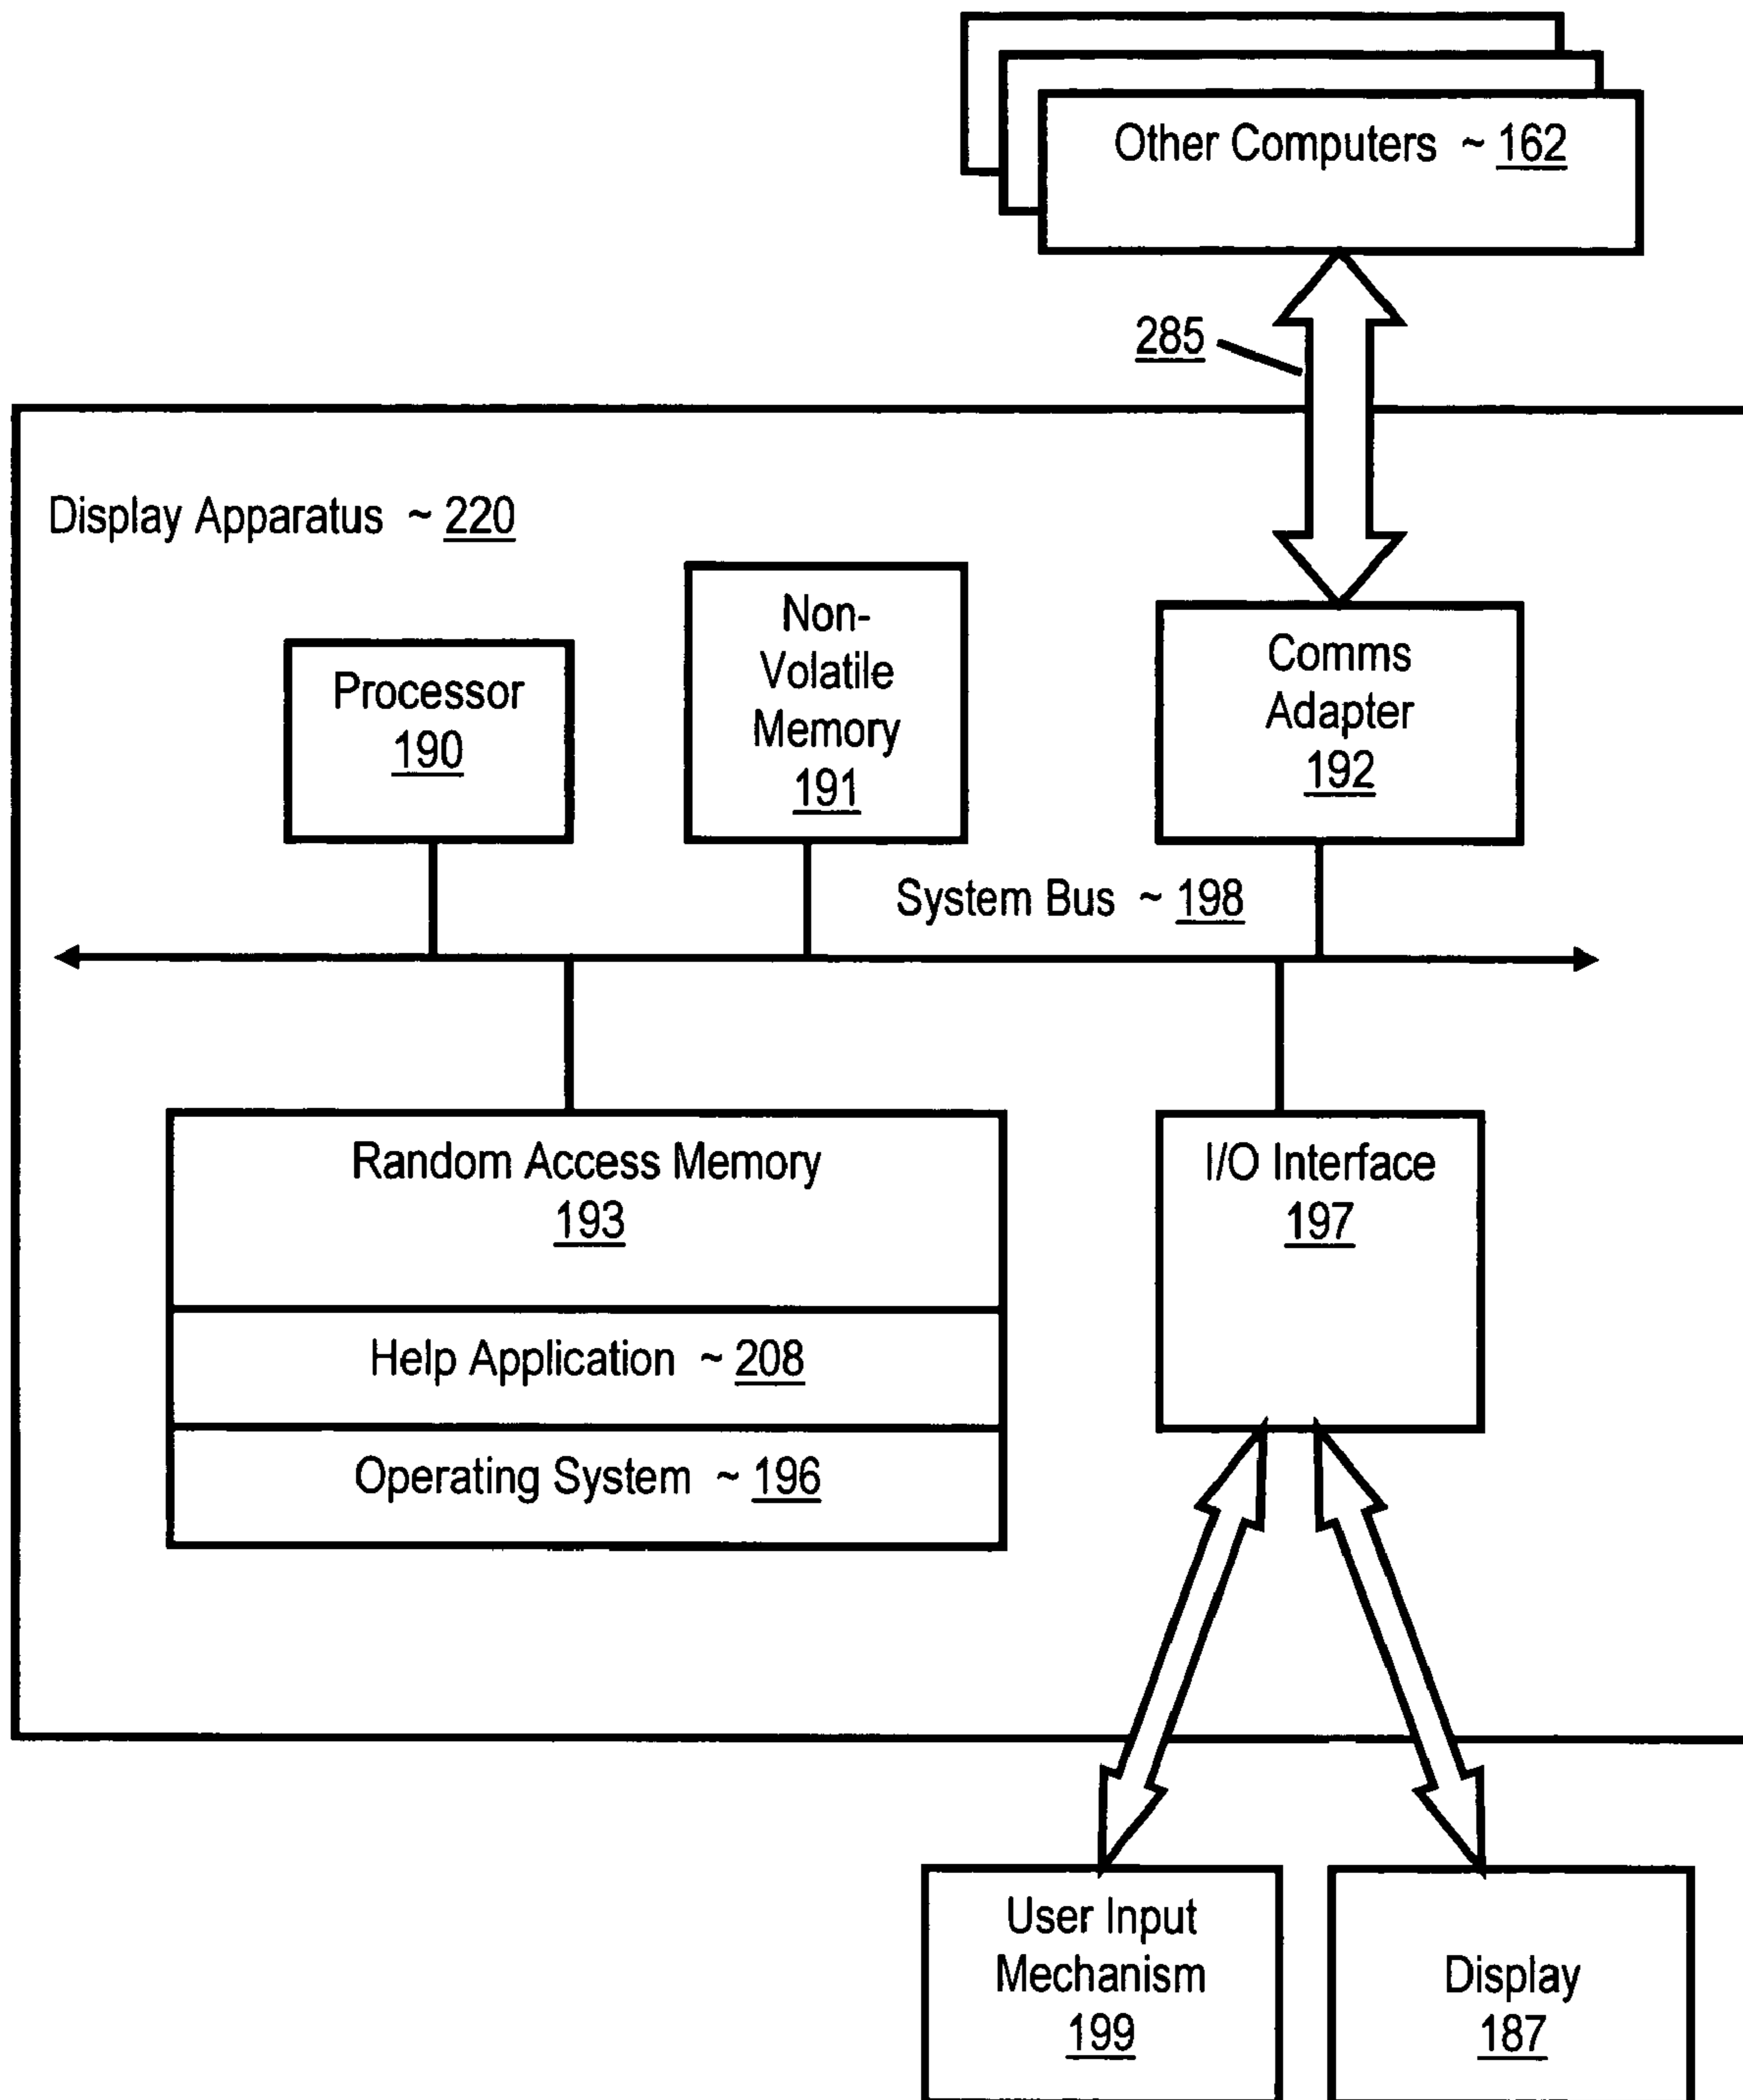 Other Computers ~ 162
285
Display Apparatus ~ 220
Non-
Volatile
Memory
191
Processor
190
Comms
Adapter
192
System Bus ~ 198
Random Access Memory
193
I/O Interface
197
Help Application ~ 208
Operating System ~ 196
User Input
Mechanism
199
Display
187